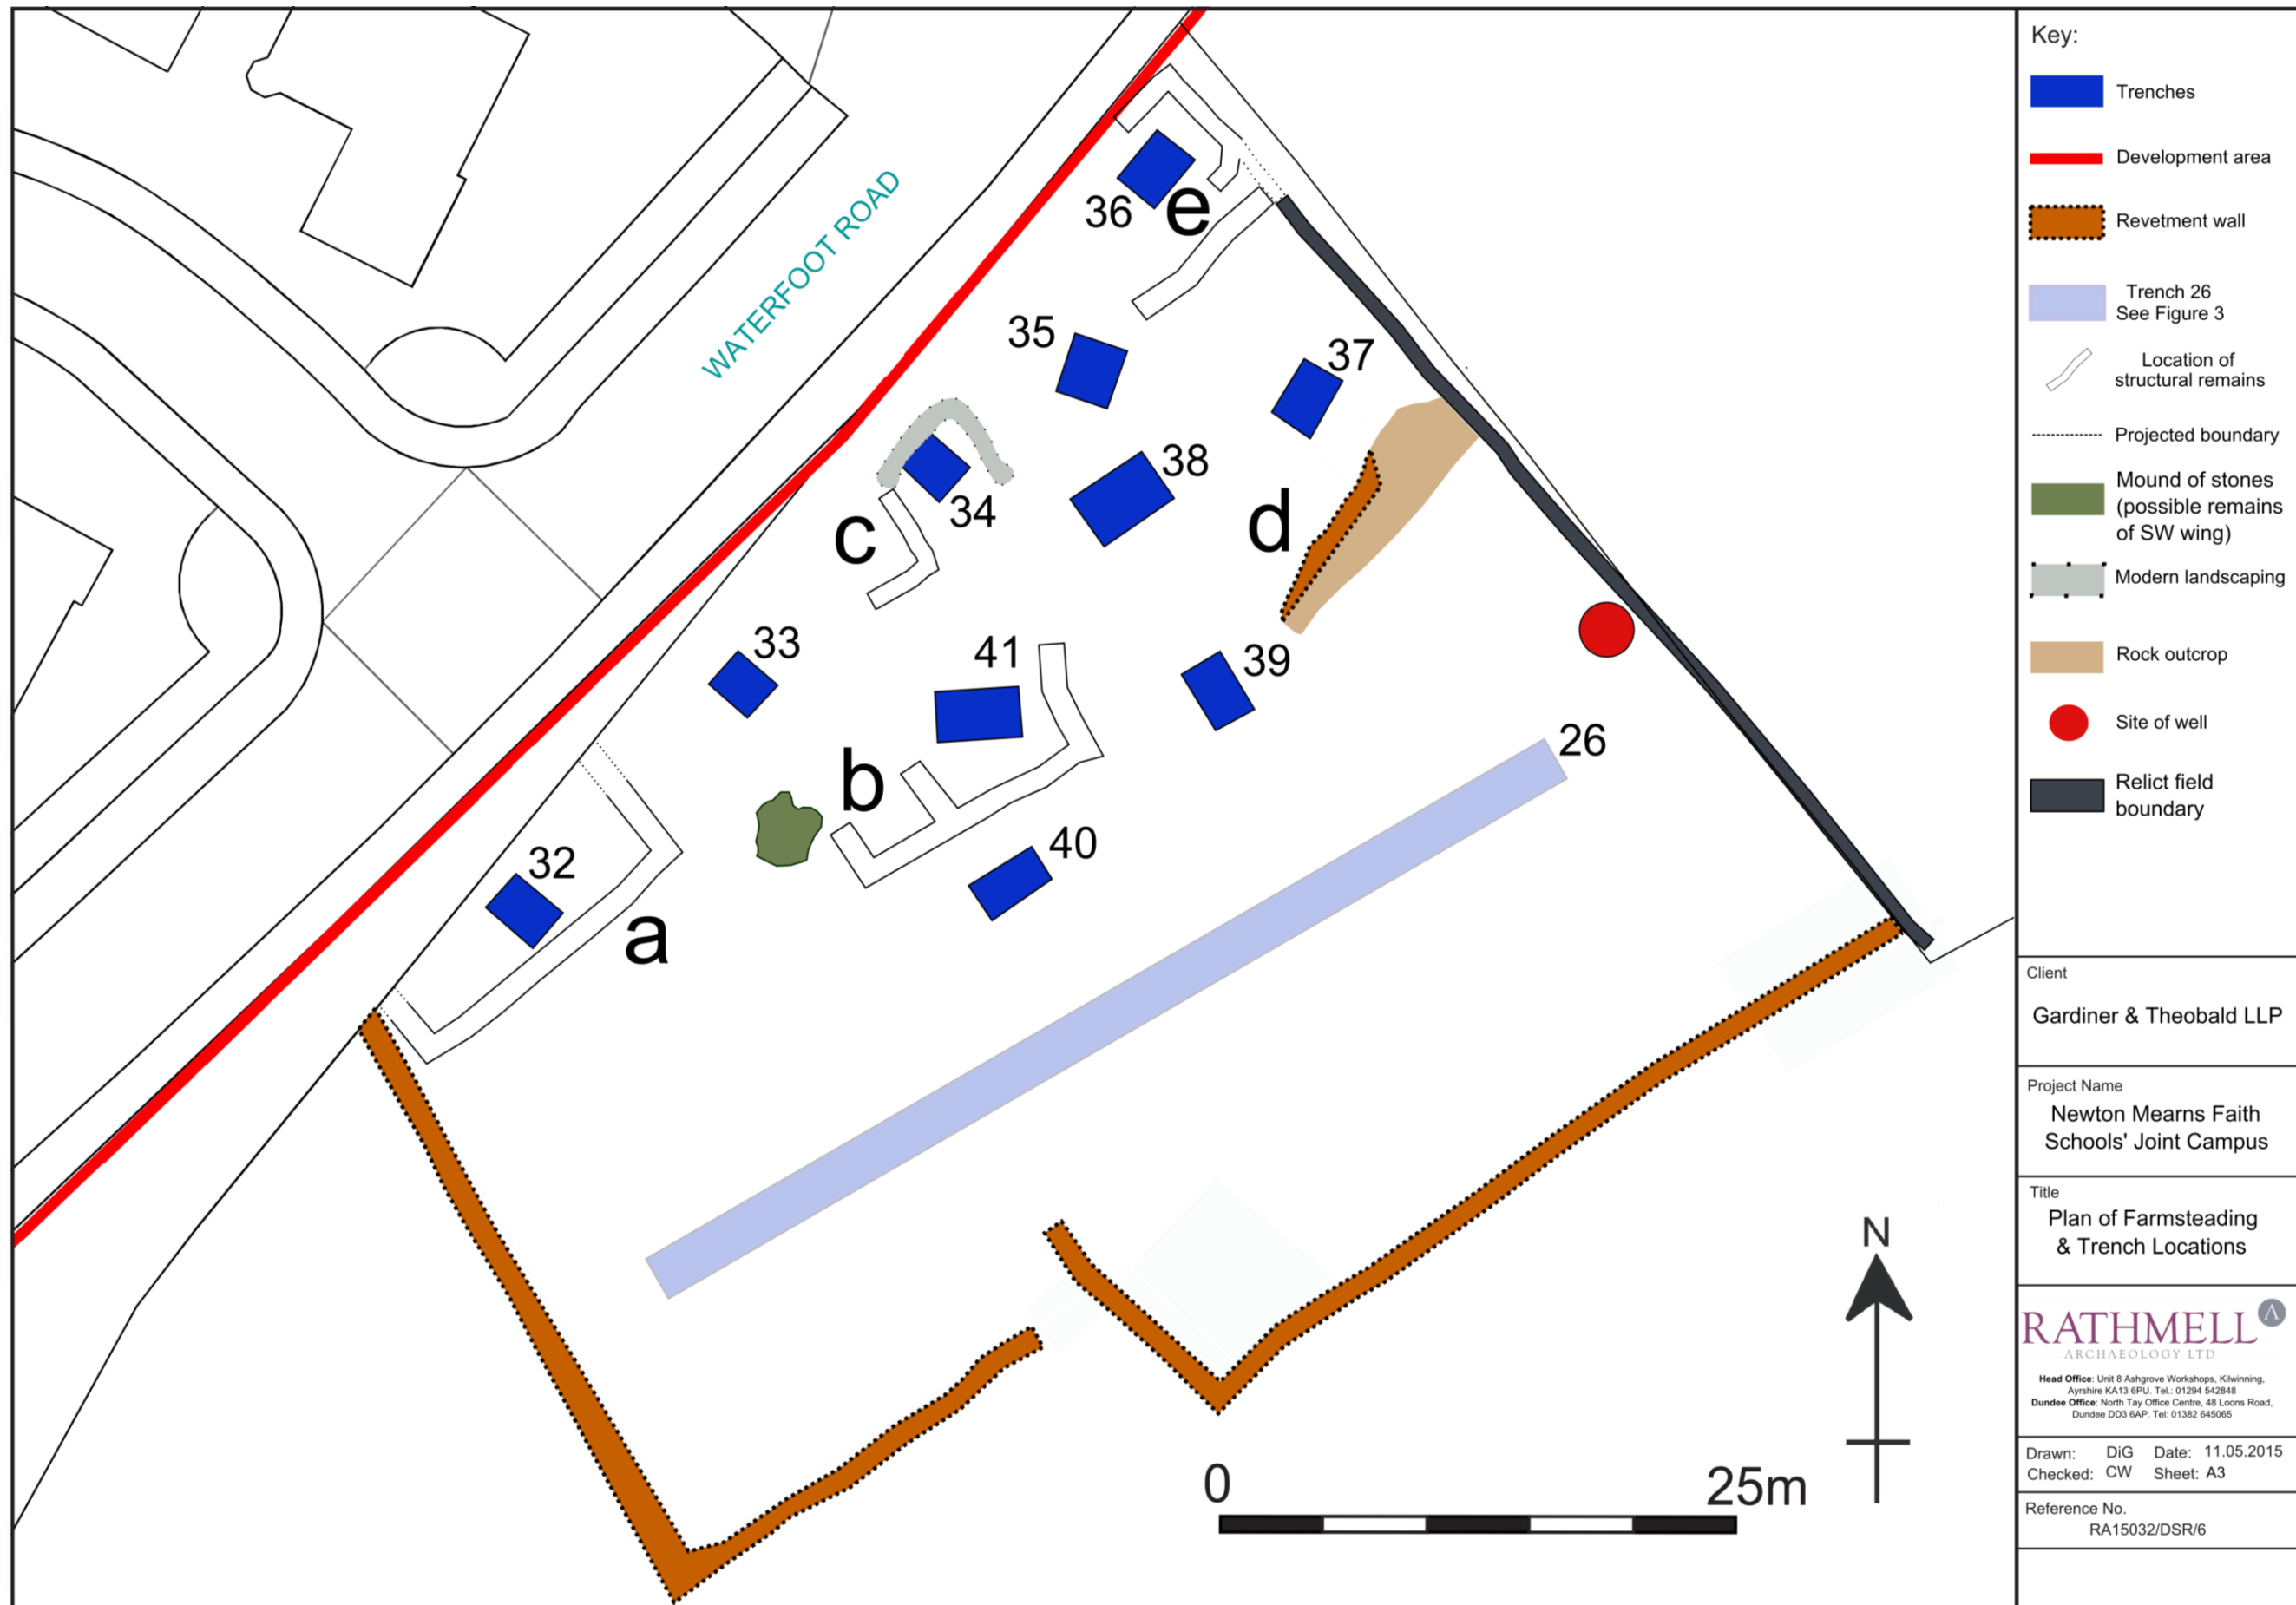 WATERFOOT ROAD
36
e
35
37
38
34
c
d
33
41
39
b
26
32
40
a
0
25m
N
Key:
Trenches
Development area
Revetment wall
Trench 26
See Figure 3
Location of
structural remains
Projected boundary
Mound of stones
(possible remains
of SW wing)
Modern landscaping
Rock outcrop
Site of well
Relict field
boundary
Client
Gardiner & Theobald LLP
Project Name
Newton Mearns Faith
Schools' Joint Campus
Title
Plan of Farmsteading
& Trench Locations
RATHMELL Λ
ARCHAEOLOGY LTD
Head Office: Unit 8 Ashgrove Workshops, Kilwinning,
Ayrshire KA13 6PU. Tel.: 01294 542848
Dundee Office: North Tay Office Centre, 48 Loons Road,
Dundee DD3 6AP. Tel: 01382 645065
Drawn: DiG Date: 11.05.2015
Checked: CW Sheet: A3
Reference No.
RA15032/DSR/6